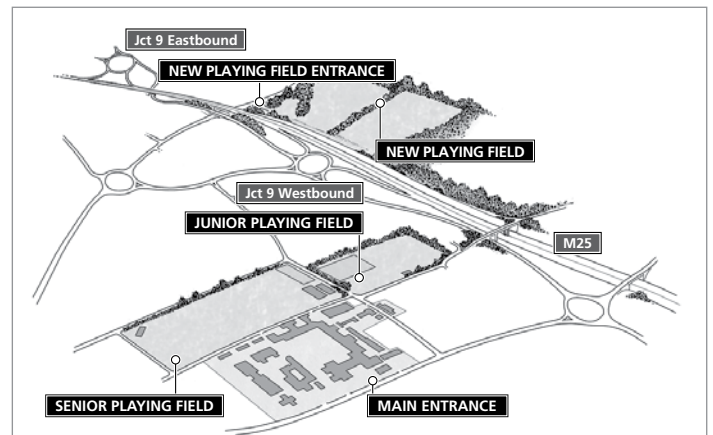 Jct 9 Eastbound
NEW PLAYING FIELD ENTRANCE
NEW PLAYING FIELD
Jct 9 Westbound
JUNIOR PLAYING FIELD
M25
SENIOR PLAYING FIELD
MAIN ENTRANCE